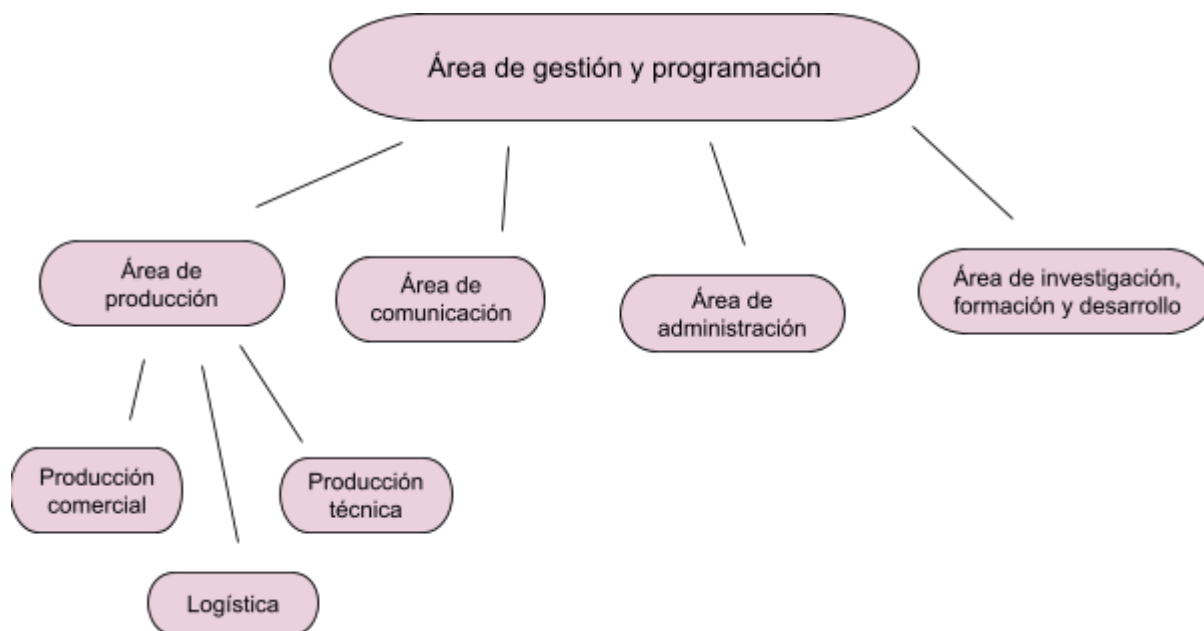 Área de gestión y programación
Área de
producción
Área de
comunicación
Área de
administración
Área de investigación,
formación y desarrollo
Producción
comercial
Producción
técnica
Logística